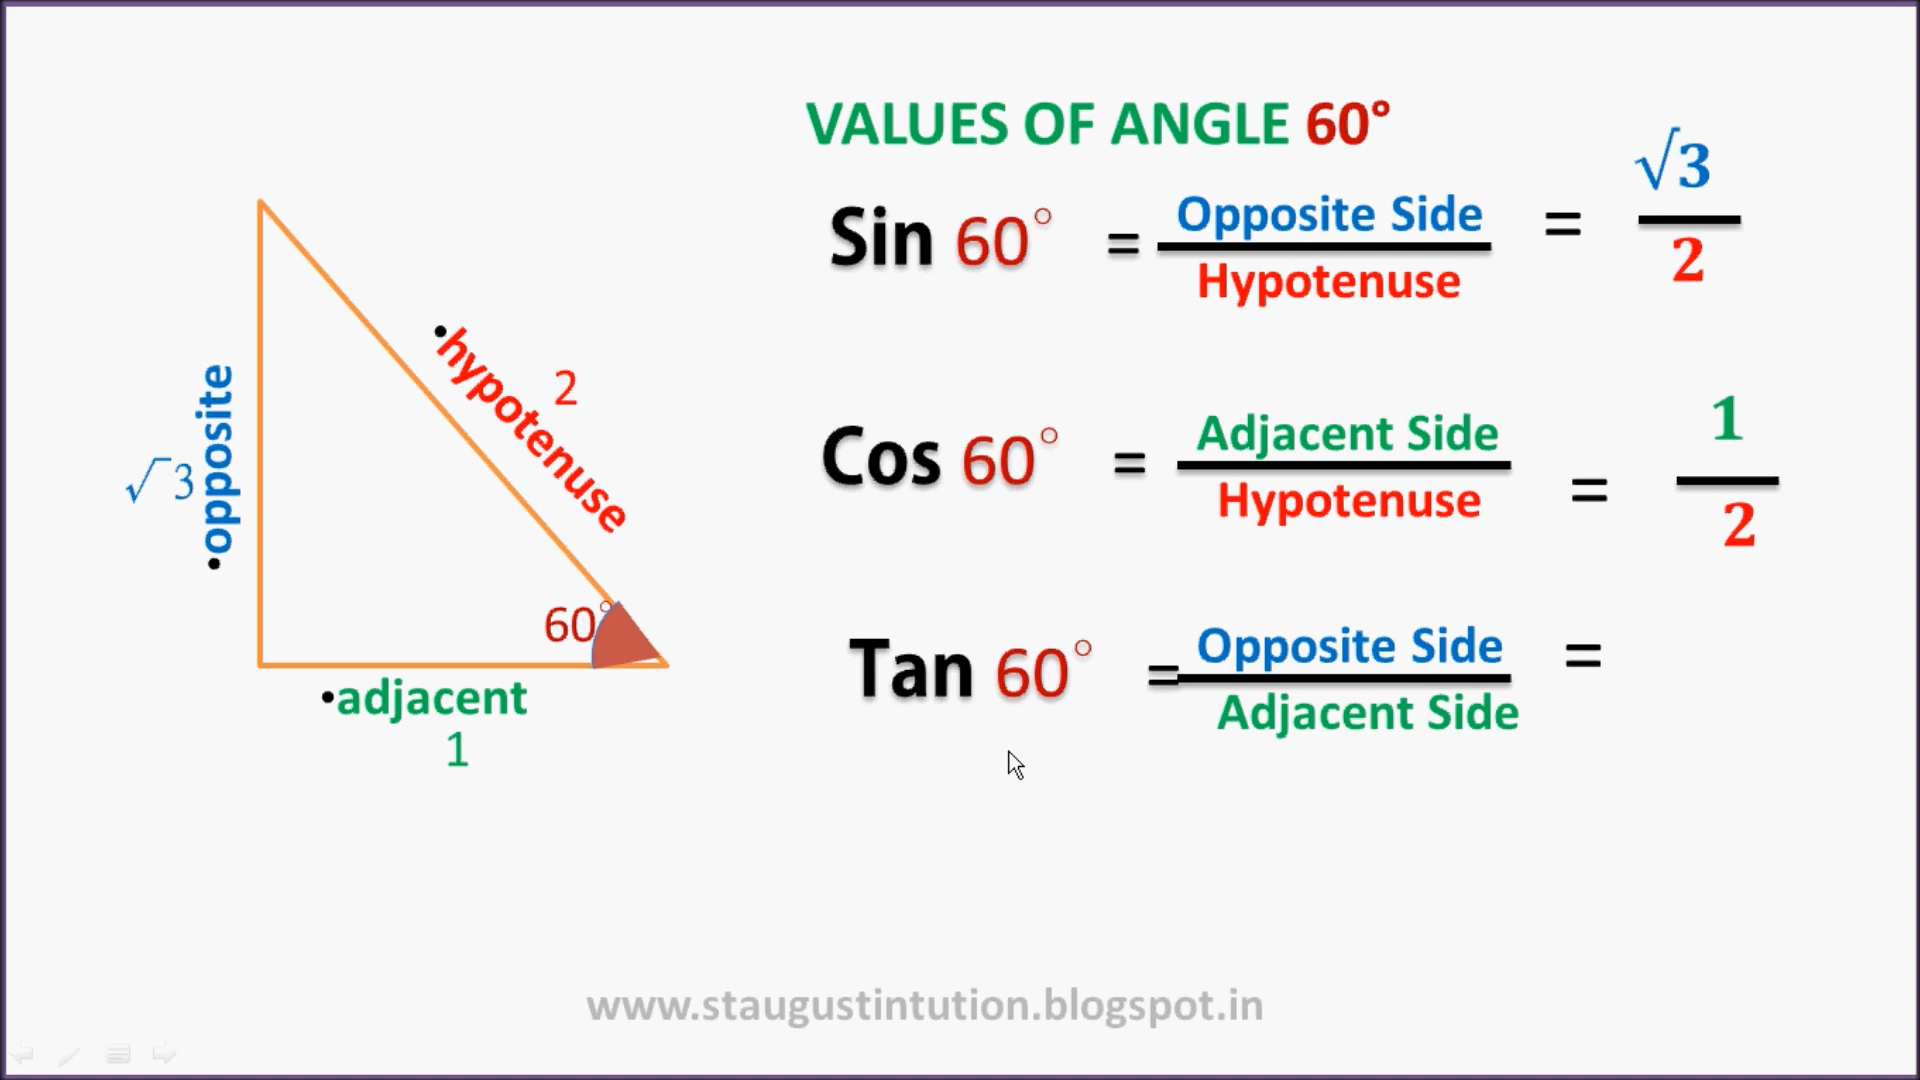 VALUES OF ANGLE 60°
Sin 60° = Opposite Side / Hypotenuse = √3 / 2
Cos 60° = Adjacent Side / Hypotenuse = 1 / 2
Tan 60° = Opposite Side / Adjacent Side =
√3
•opposite
•hypotenuse
2
60°
•adjacent
1
www.staugustintution.blogspot.in